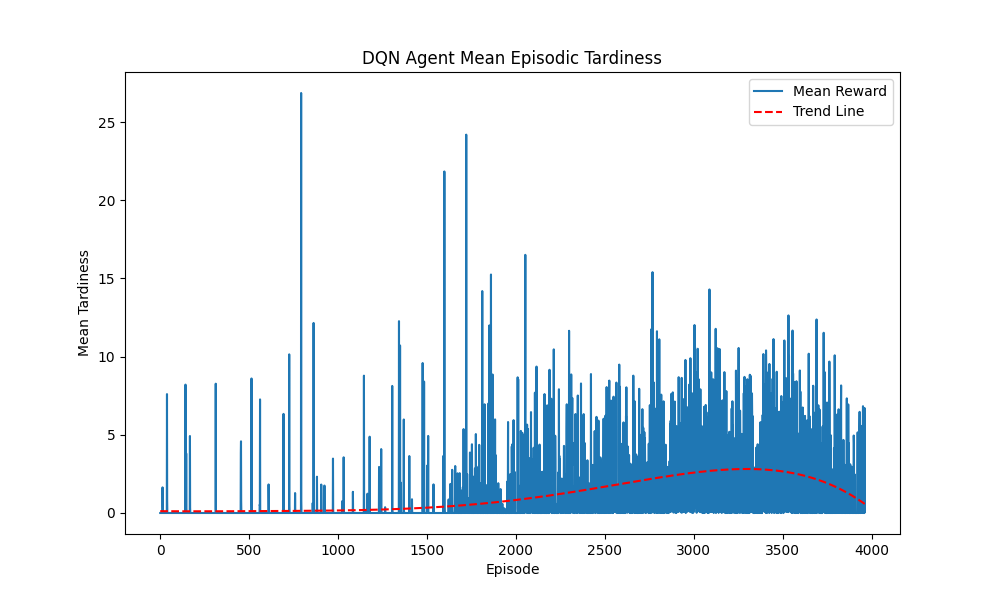 DQN Agent Mean Episodic Tardiness
Mean Reward
Trend Line
Mean Tardiness
25
20
15
10
5
0
0 500 1000 1500 2000 2500 3000 3500 4000
Episode